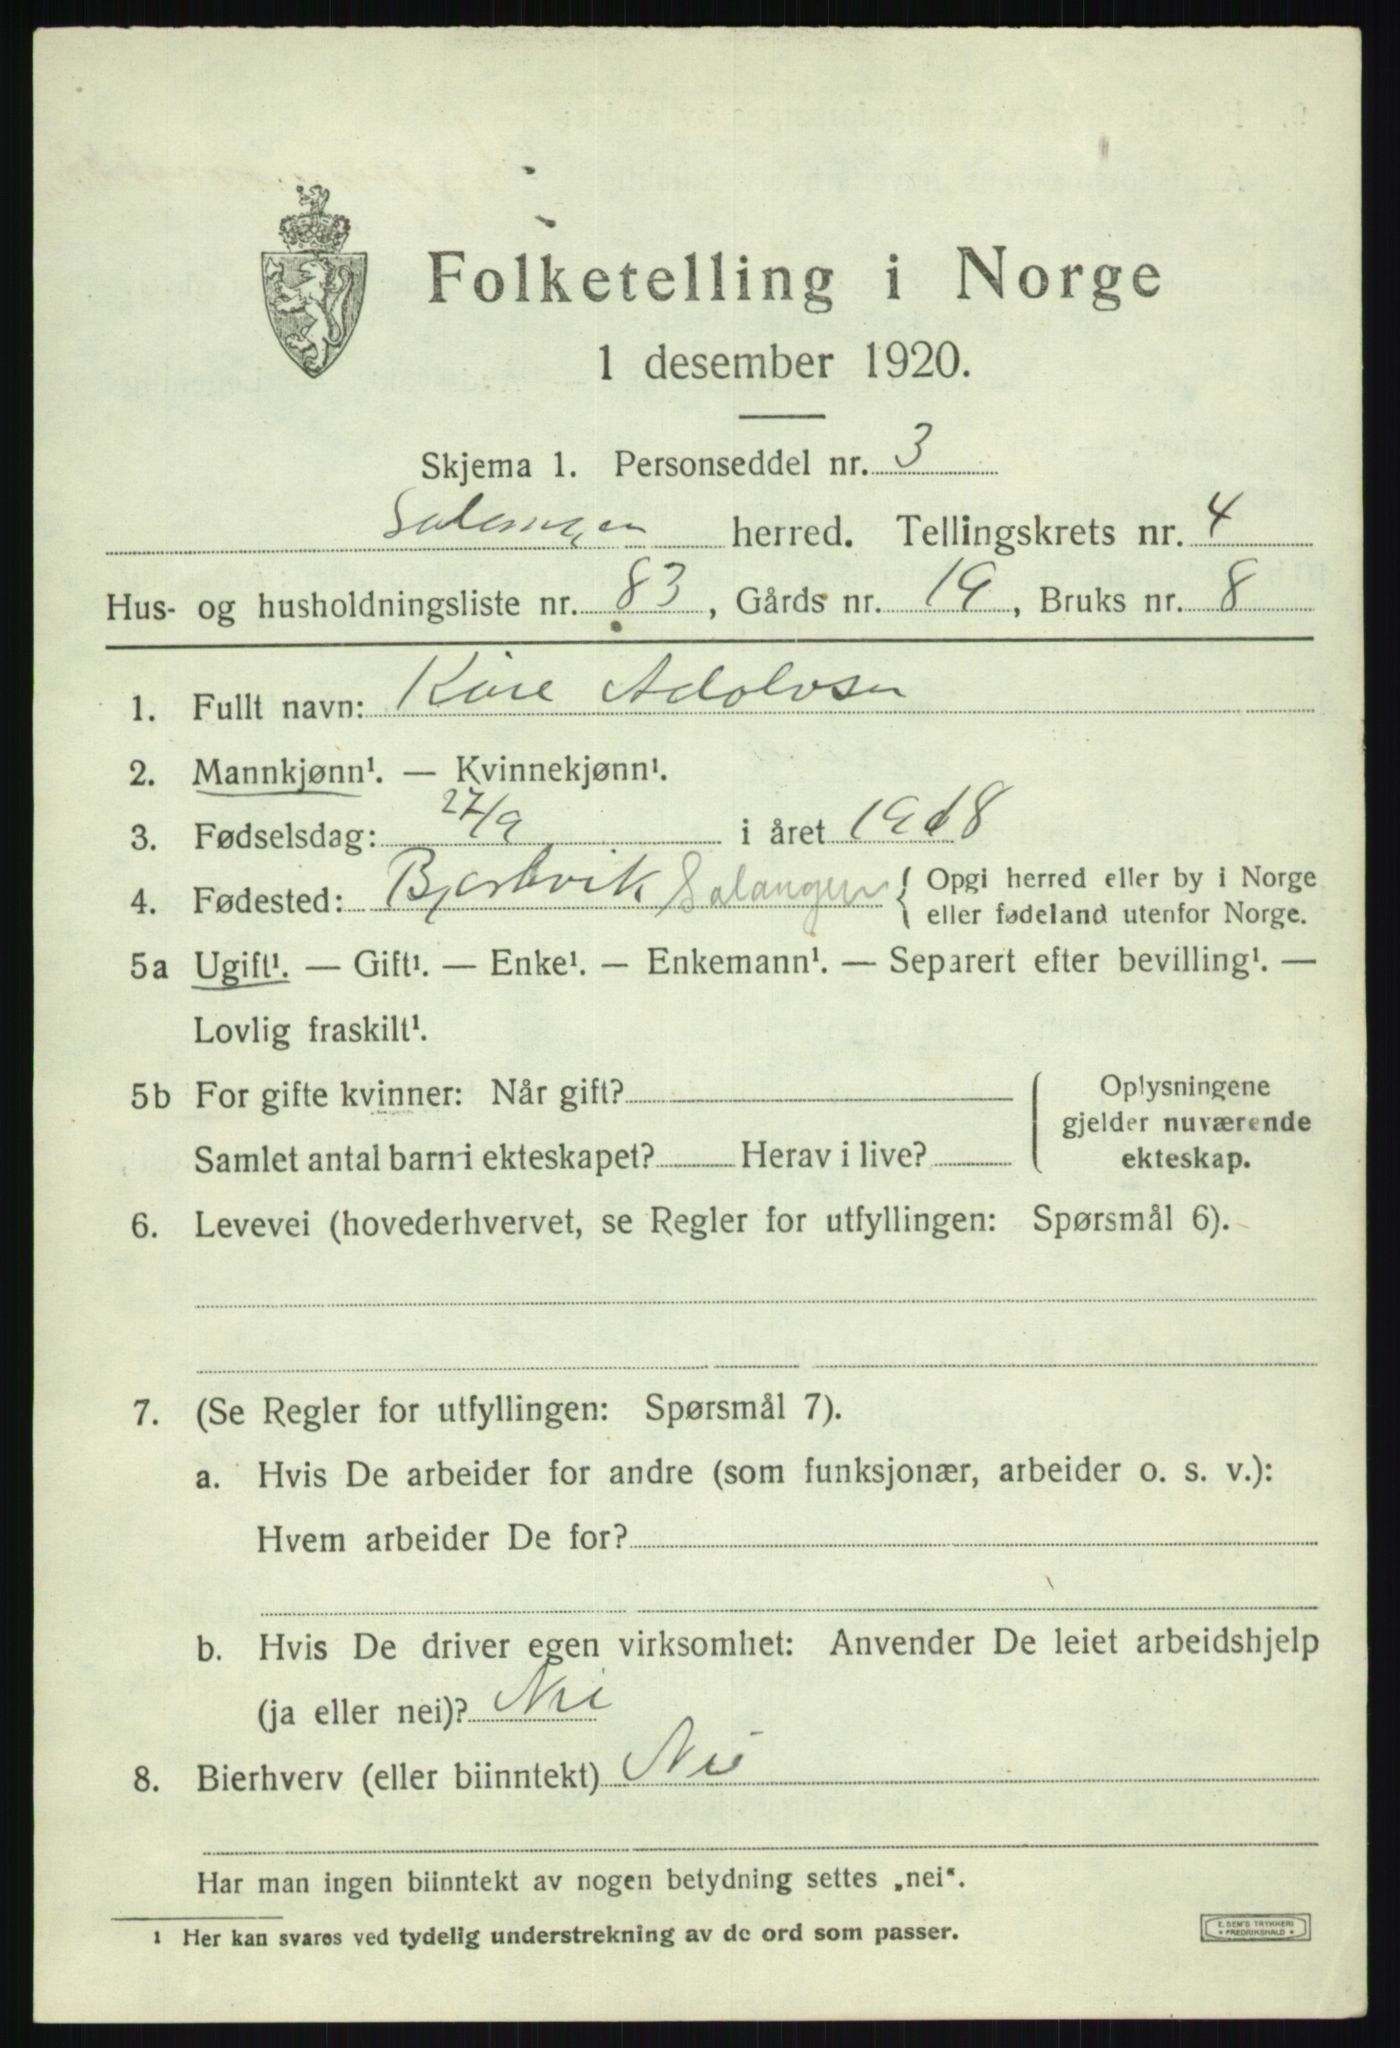 Folketelling i Norge
1 desember 1920.
Skjema 1. Personseddel nr. 3
Salangen herred. Tellingskrets nr. 4
Hus- og husholdningsliste nr. 83, Gårds nr. 19, Bruks nr. 8
1. Fullt navn: Kåre Adolvsen
2. Mannkjønn¹. — Kvinnekjønn¹.
3. Fødselsdag: 27/9 i året 1918
4. Fødested: Salangen { Opgi herred eller by i Norge
eller fødeland utenfor Norge.
5a Ugift¹. — Gift¹. — Enke¹. — Enkemann¹. — Separert efter bevilling¹. —
Lovlig fraskilt¹.
5b For gifte kvinner: Når gift?
Samlet antal barn i ekteskapet? Herav i live?
Oplysningene
gjelder nuværende
ekteskap.
6. Levevei (hovederhvervet, se Regler for utfyllingen: Spørsmål 6).
7. (Se Regler for utfyllingen: Spørsmål 7).
a. Hvis De arbeider for andre (som funksjonær, arbeider o. s. v.):
Hvem arbeider De for?
b. Hvis De driver egen virksomhet: Anvender De leiet arbeidshjelp
(ja eller nei)? Nei
8. Bierhverv (eller biinntekt) Nei
Har man ingen biinntekt av nogen betydning settes „nei“.
¹ Her kan svares ved tydelig understrekning av de ord som passer.
E. SEM'S TRYKKERI
* FREDRIKSHALD *